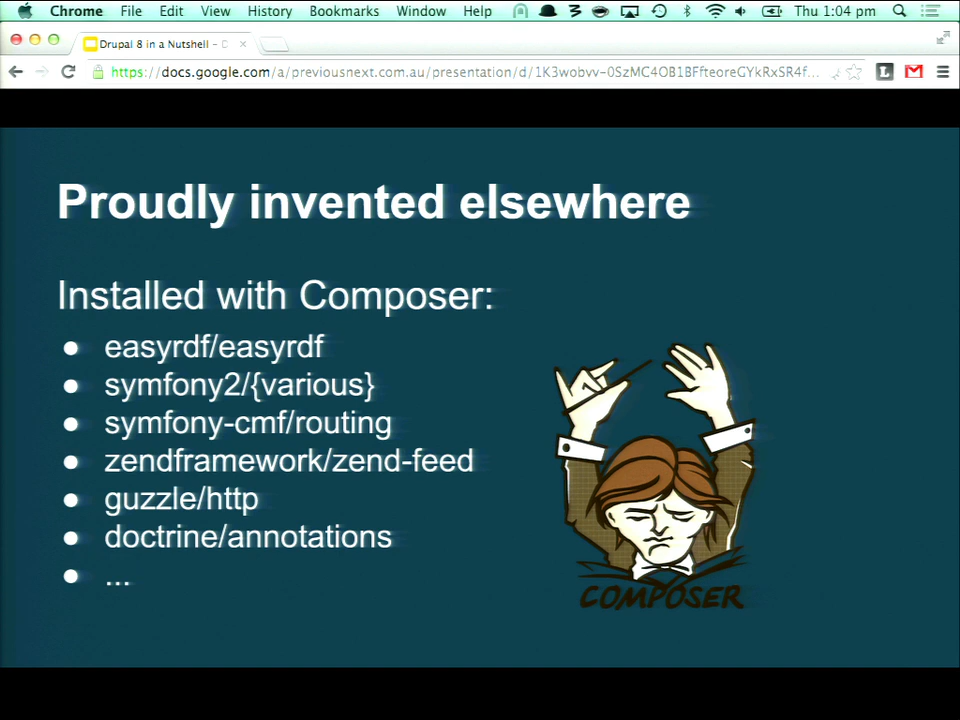 Chrome File Edit View History Bookmarks Window Help Thu 1:04 pm
Drupal 8 in a Nutshell - D
https://docs.google.com/a/previousnext.com.au/presentation/d/1K3wobvv-0SzMC4OB1BFfteoreGYkRxSR4f...
Proudly invented elsewhere
Installed with Composer:
● easyrdf/easyrdf
● symfony2/{various}
● symfony-cmf/routing
● zendframework/zend-feed
● guzzle/http
● doctrine/annotations
● ...
COMPOSER